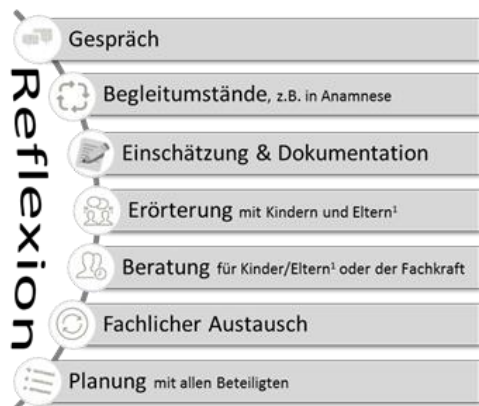 Reflexion
Gespräch
Begleitumstände, z.B. in Anamnese
Einschätzung & Dokumentation
Erörterung mit Kindern und Eltern¹
Beratung für Kinder/Eltern¹ oder der Fachkraft
Fachlicher Austausch
Planung mit allen Beteiligten